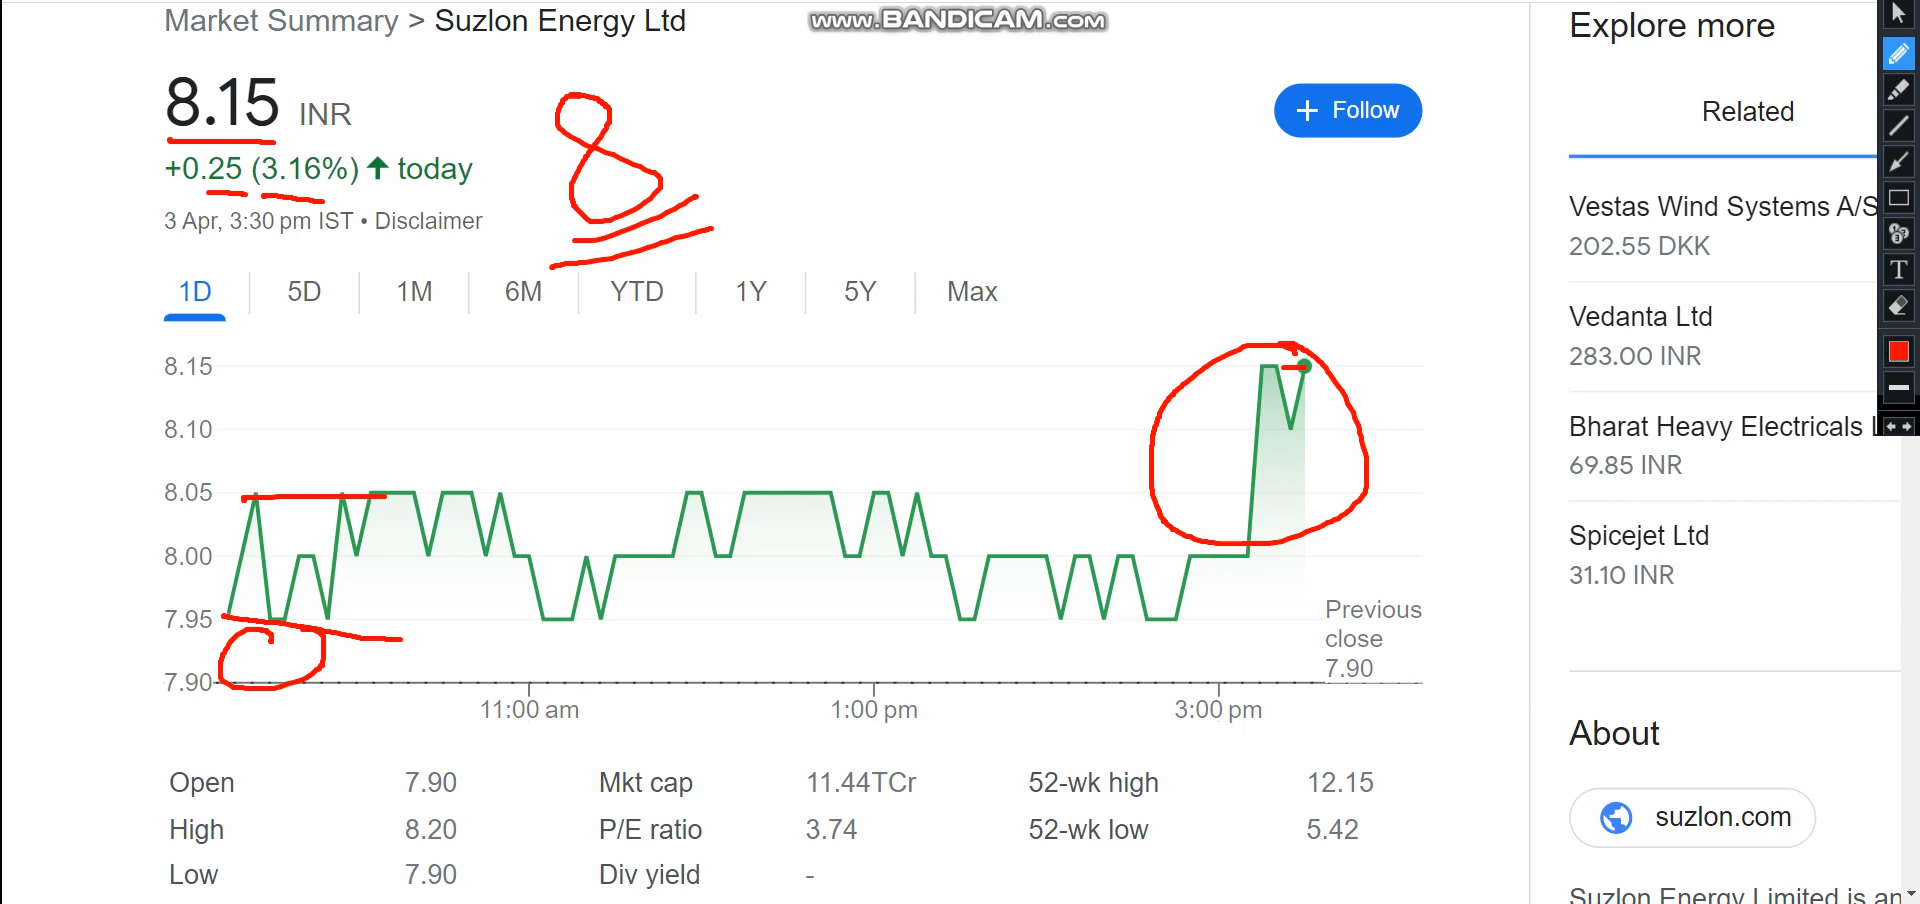 Market Summary > Suzlon Energy Ltd
www.BANDICAM.com
8.15 INR
+0.25 (3.16%) ↑ today
3 Apr, 3:30 pm IST • Disclaimer
8
+ Follow
1D 5D 1M 6M YTD 1Y 5Y Max
8.15
8.10
8.05
8.00
7.95
7.90
Previous
close
7.90
11:00 am 1:00 pm 3:00 pm
Open 7.90 Mkt cap 11.44TCr 52-wk high 12.15
High 8.20 P/E ratio 3.74 52-wk low 5.42
Low 7.90 Div yield -
Explore more
Related
Vestas Wind Systems A/S
202.55 DKK
Vedanta Ltd
283.00 INR
Bharat Heavy Electricals
69.85 INR
Spicejet Ltd
31.10 INR
About
suzlon.com
Suzlon Energy Limited is an
T